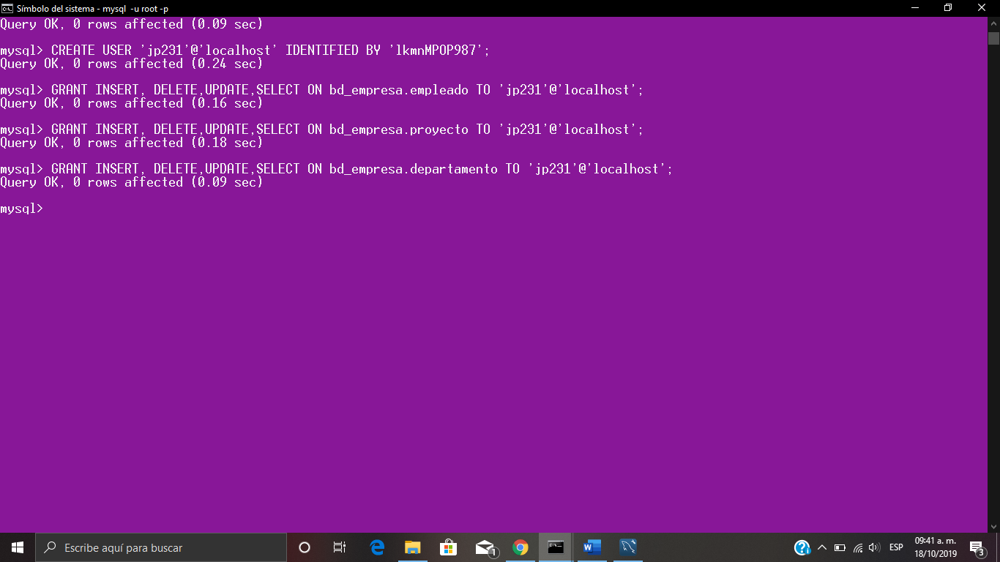 Símbolo del sistema - mysql -u root -p
Query OK, 0 rows affected (0.09 sec)
mysql> CREATE USER 'jp231'@'localhost' IDENTIFIED BY 'lkmnMPOP987';
Query OK, 0 rows affected (0.24 sec)
mysql> GRANT INSERT, DELETE,UPDATE,SELECT ON bd_empresa.empleado TO 'jp231'@'localhost';
Query OK, 0 rows affected (0.16 sec)
mysql> GRANT INSERT, DELETE,UPDATE,SELECT ON bd_empresa.proyecto TO 'jp231'@'localhost';
Query OK, 0 rows affected (0.18 sec)
mysql> GRANT INSERT, DELETE,UPDATE,SELECT ON bd_empresa.departamento TO 'jp231'@'localhost';
Query OK, 0 rows affected (0.09 sec)
mysql>
Escribe aquí para buscar
1
ESP
09:41 a. m.
18/10/2019
3